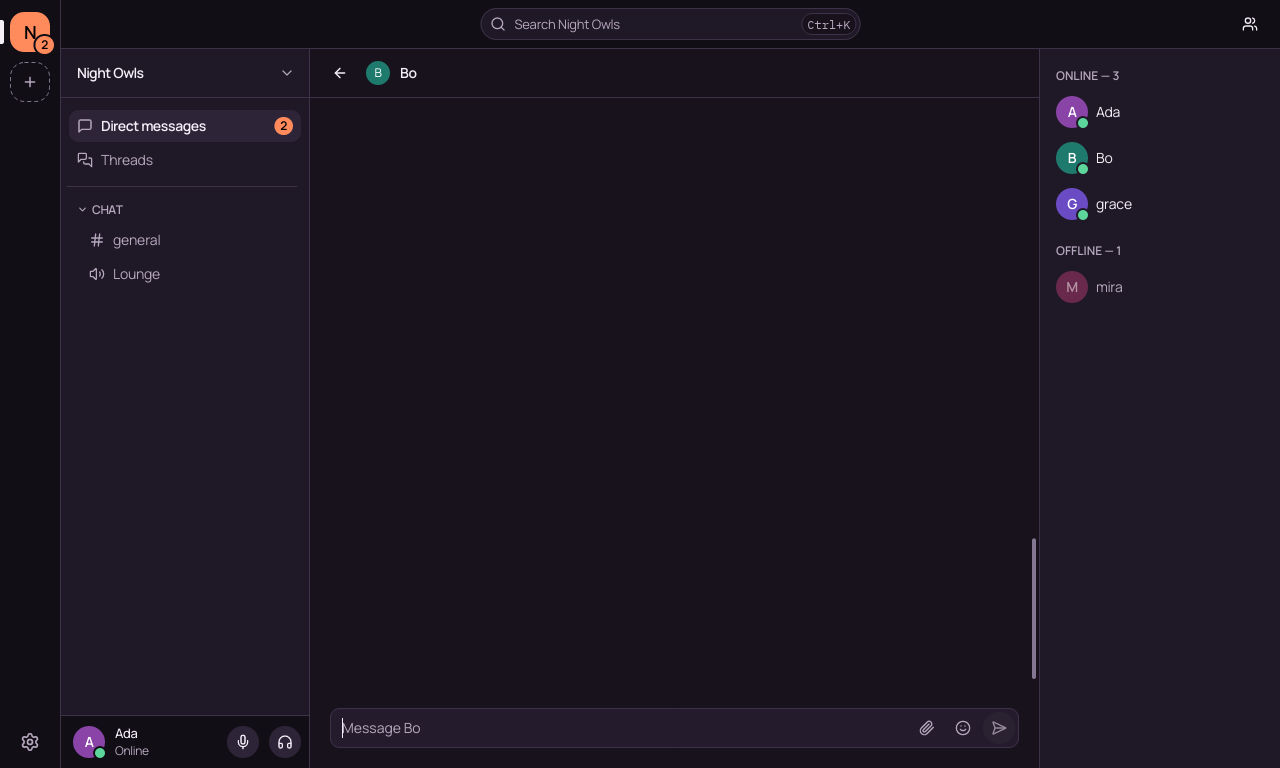 N
2
Search Night Owls
Ctrl+K
Night Owls
Direct messages
2
Threads
CHAT
general
Lounge
A
Ada
Online
B
Bo
Message Bo
ONLINE — 3
A
Ada
B
Bo
G
grace
OFFLINE — 1
M
mira